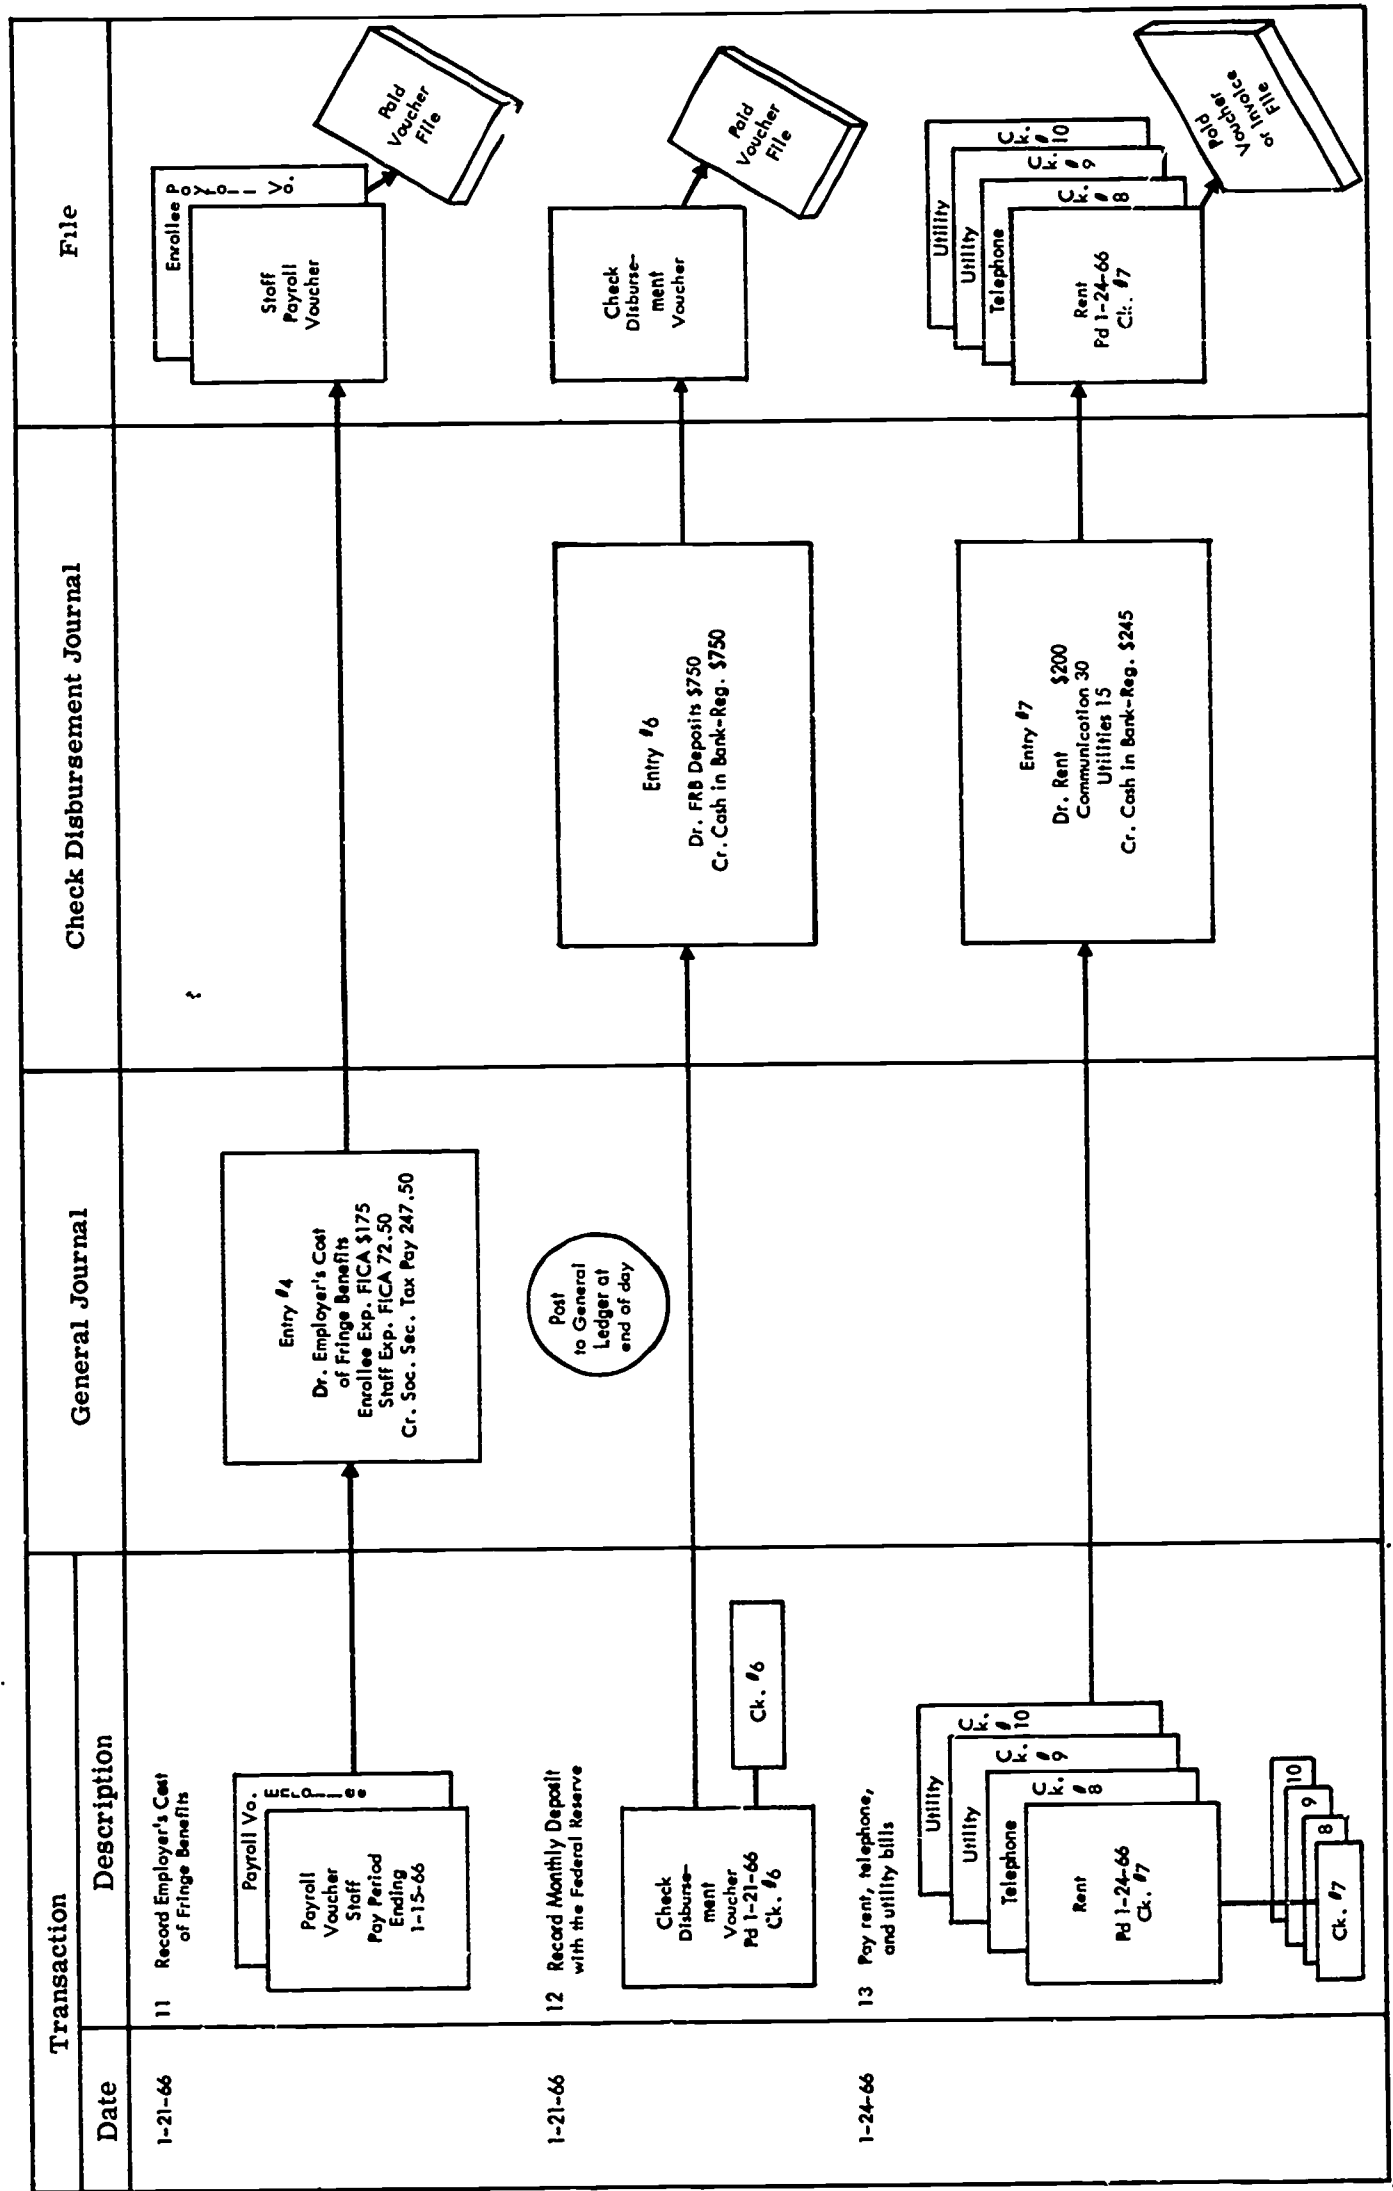 Transaction
Date
Description
General Journal
Check Disbursement Journal
File
1-21-66
11 Record Employer's Cost
of Fringe Benefits
Payroll Vo.
Enrollee
Payroll
Voucher
Staff
Pay Period
Ending
1-15-66
Entry #4
Dr. Employer's Cost
of Fringe Benefits
Enrollee Exp. FICA $175
Staff Exp. FICA 72.50
Cr. Soc. Sec. Tax Pay 247.50
Enrollee
Payroll Vo.
Staff
Payroll
Voucher
Paid
Voucher
File
1-21-66
12 Record Monthly Deposit
with the Federal Reserve
Check
Disburse-
ment
Voucher
Pd 1-21-66
Ck. #6
Ck. #6
Post
to General
Ledger at
end of day
Entry #6
Dr. FRB Deposits $750
Cr. Cash in Bank-Reg. $750
Check
Disburse-
ment
Voucher
Paid
Voucher
File
1-24-66
13 Pay rent, telephone,
and utility bills
Utility
Ck. # 10
Utility
Ck. # 9
Telephone
Ck. # 8
Rent
Pd 1-24-66
Ck. #7
10
9
8
Ck. #7
Entry #7
Dr. Rent $200
Communication 30
Utilities 15
Cr. Cash in Bank-Reg. $245
Utility
Ck. # 10
Utility
Ck. # 9
Telephone
Ck. # 8
Rent
Pd 1-24-66
Ck. #7
Paid
Voucher
or Invoice
File